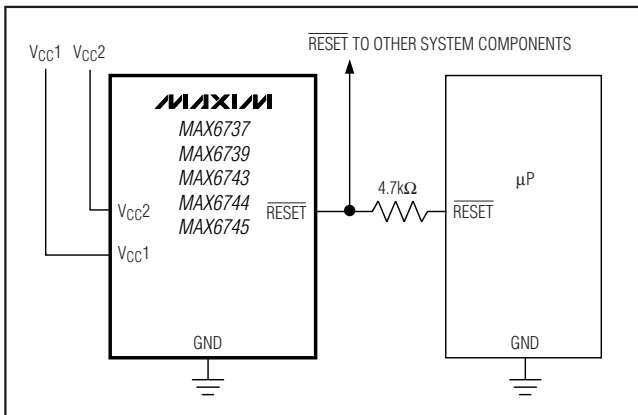 RESET TO OTHER SYSTEM COMPONENTS
VCC1 VCC2
MAXIM
MAX6737
MAX6739
MAX6743
MAX6744
MAX6745
4.7kΩ
µP
VCC2
RESET
RESET
VCC1
GND
GND